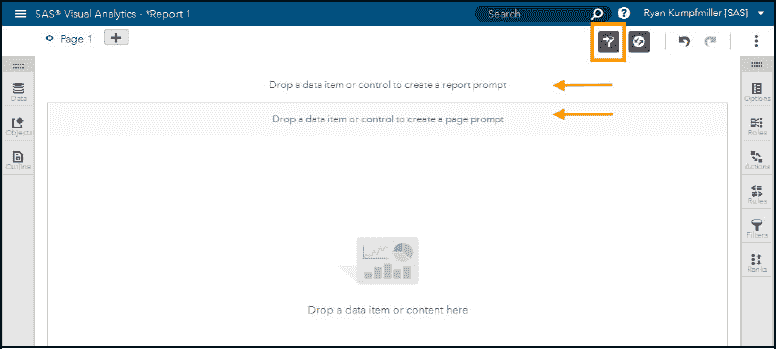 SAS® Visual Analytics - *Report 1
Search
Ryan Kumpfmiller [SAS]
Page 1
Drop a data item or control to create a report prompt
Drop a data item or control to create a page prompt
Data
Objects
Outline
Options
Roles
Actions
Rules
Filters
Ranks
Drop a data item or content here